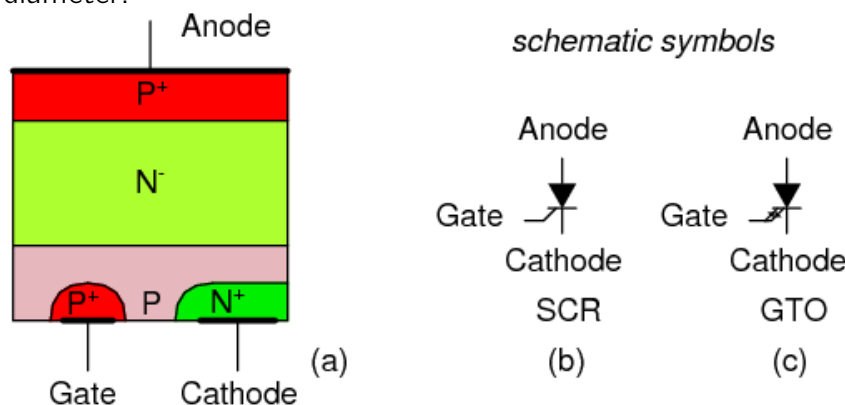 diameter.
Anode
P+
N-
P+
P
N+
Gate
Cathode
(a)
schematic symbols
Anode
Gate
Cathode
SCR
(b)
Anode
Gate
Cathode
GTO
(c)